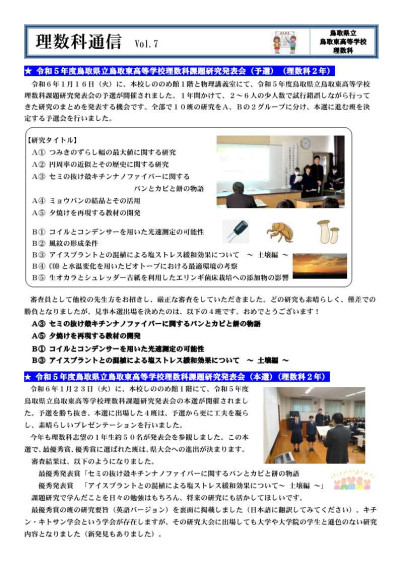 理数科通信 Vol.7
鳥取県立
鳥取東高等学校
理数科
★ 令和５年度鳥取県立鳥取東高等学校理数科課題研究発表会（予選）（理数科２年）
令和６年１月１６日（火）に、本校しののめ館１階と物理講義室にて、令和５年度鳥取県立鳥取東高等学校
理数科課題研究発表会の予選が開催されました。１年間かけて、２～６人の少人数で試行錯誤しながら行って
きた研究のまとめを発表する機会です。全部で１０班の研究をＡ、Ｂの２グループに分け、本選に進む班を決
定する予選会を行いました。
【研究タイトル】
Ａ① つみきのずらし幅の最大値に関する研究
Ａ② 円周率の近似とその歴史に関する研究
Ａ③ セミの抜け殻キチンナノファイバーに関する
パンとカビと餅の物語
Ａ④ ミョウバンの結晶とその活用
Ａ⑤ 夕焼けを再現する教材の開発
Ｂ① コイルとコンデンサーを用いた光速測定の可能性
Ｂ② 風紋の形成条件
Ｂ③ アイスプラントとの混植による塩ストレス緩和効果について ～ 土壌編 ～
Ｂ④ と水温変化を用いたビオトープにおける最適環境の考察
Ｂ⑤ 生オカラとシュレッダー古紙を利用したエリンギ菌床栽培への添加物の影響
審査員として他校の先生方をお招きし、厳正な審査をしていただきました。どの研究も素晴らしく、僅差での
勝負となりましたが、見事本選出場を決めたのは、以下の４班です。おめでとうございます！
Ａ③ セミの抜け殻キチンナノファイバーに関するパンとカビと餅の物語
Ａ⑤ 夕焼けを再現する教材の開発
Ｂ① コイルとコンデンサーを用いた光速測定の可能性
Ｂ③ アイスプラントとの混植による塩ストレス緩和効果について ～ 土壌編 ～
★ 令和５年度鳥取県立鳥取東高等学校理数科課題研究発表会（本選）（理数科２年）
令和６年１月２３日（火）に、本校しののめ館１階にて、令和５年度
鳥取県立鳥取東高等学校理数科課題研究発表会の本選が開催されまし
た。予選を勝ち抜き、本選に出場した４班は、予選から更に工夫を凝ら
し、素晴らしいプレゼンテーションを行いました。
今年も理数科志望の１年生約５０名が発表会を参観しました。この本
選で、最優秀賞、優秀賞に選ばれた班は、県大会への進出が決まります。
審査結果は、以下のようになりました。
最優秀発表賞 「セミの抜け殻キチンナノファイバーに関するパンとカビと餅の物語
優秀発表賞 「アイスプラントとの混植による塩ストレス緩和効果について～ 土壌編 ～」
課題研究で学んだことを日々の勉強はもちろん、将来の研究にも活かしてほしいです。
最優秀賞の班の研究要旨（英語バージョン）を裏面に掲載しました（日本語に翻訳してみてください）。キチ
ン・キトサン学会という学会が存在しますが、その研究大会に出場しても大学や大学院の学生と遜色のない研究
内容となりました（新発見もありました）。